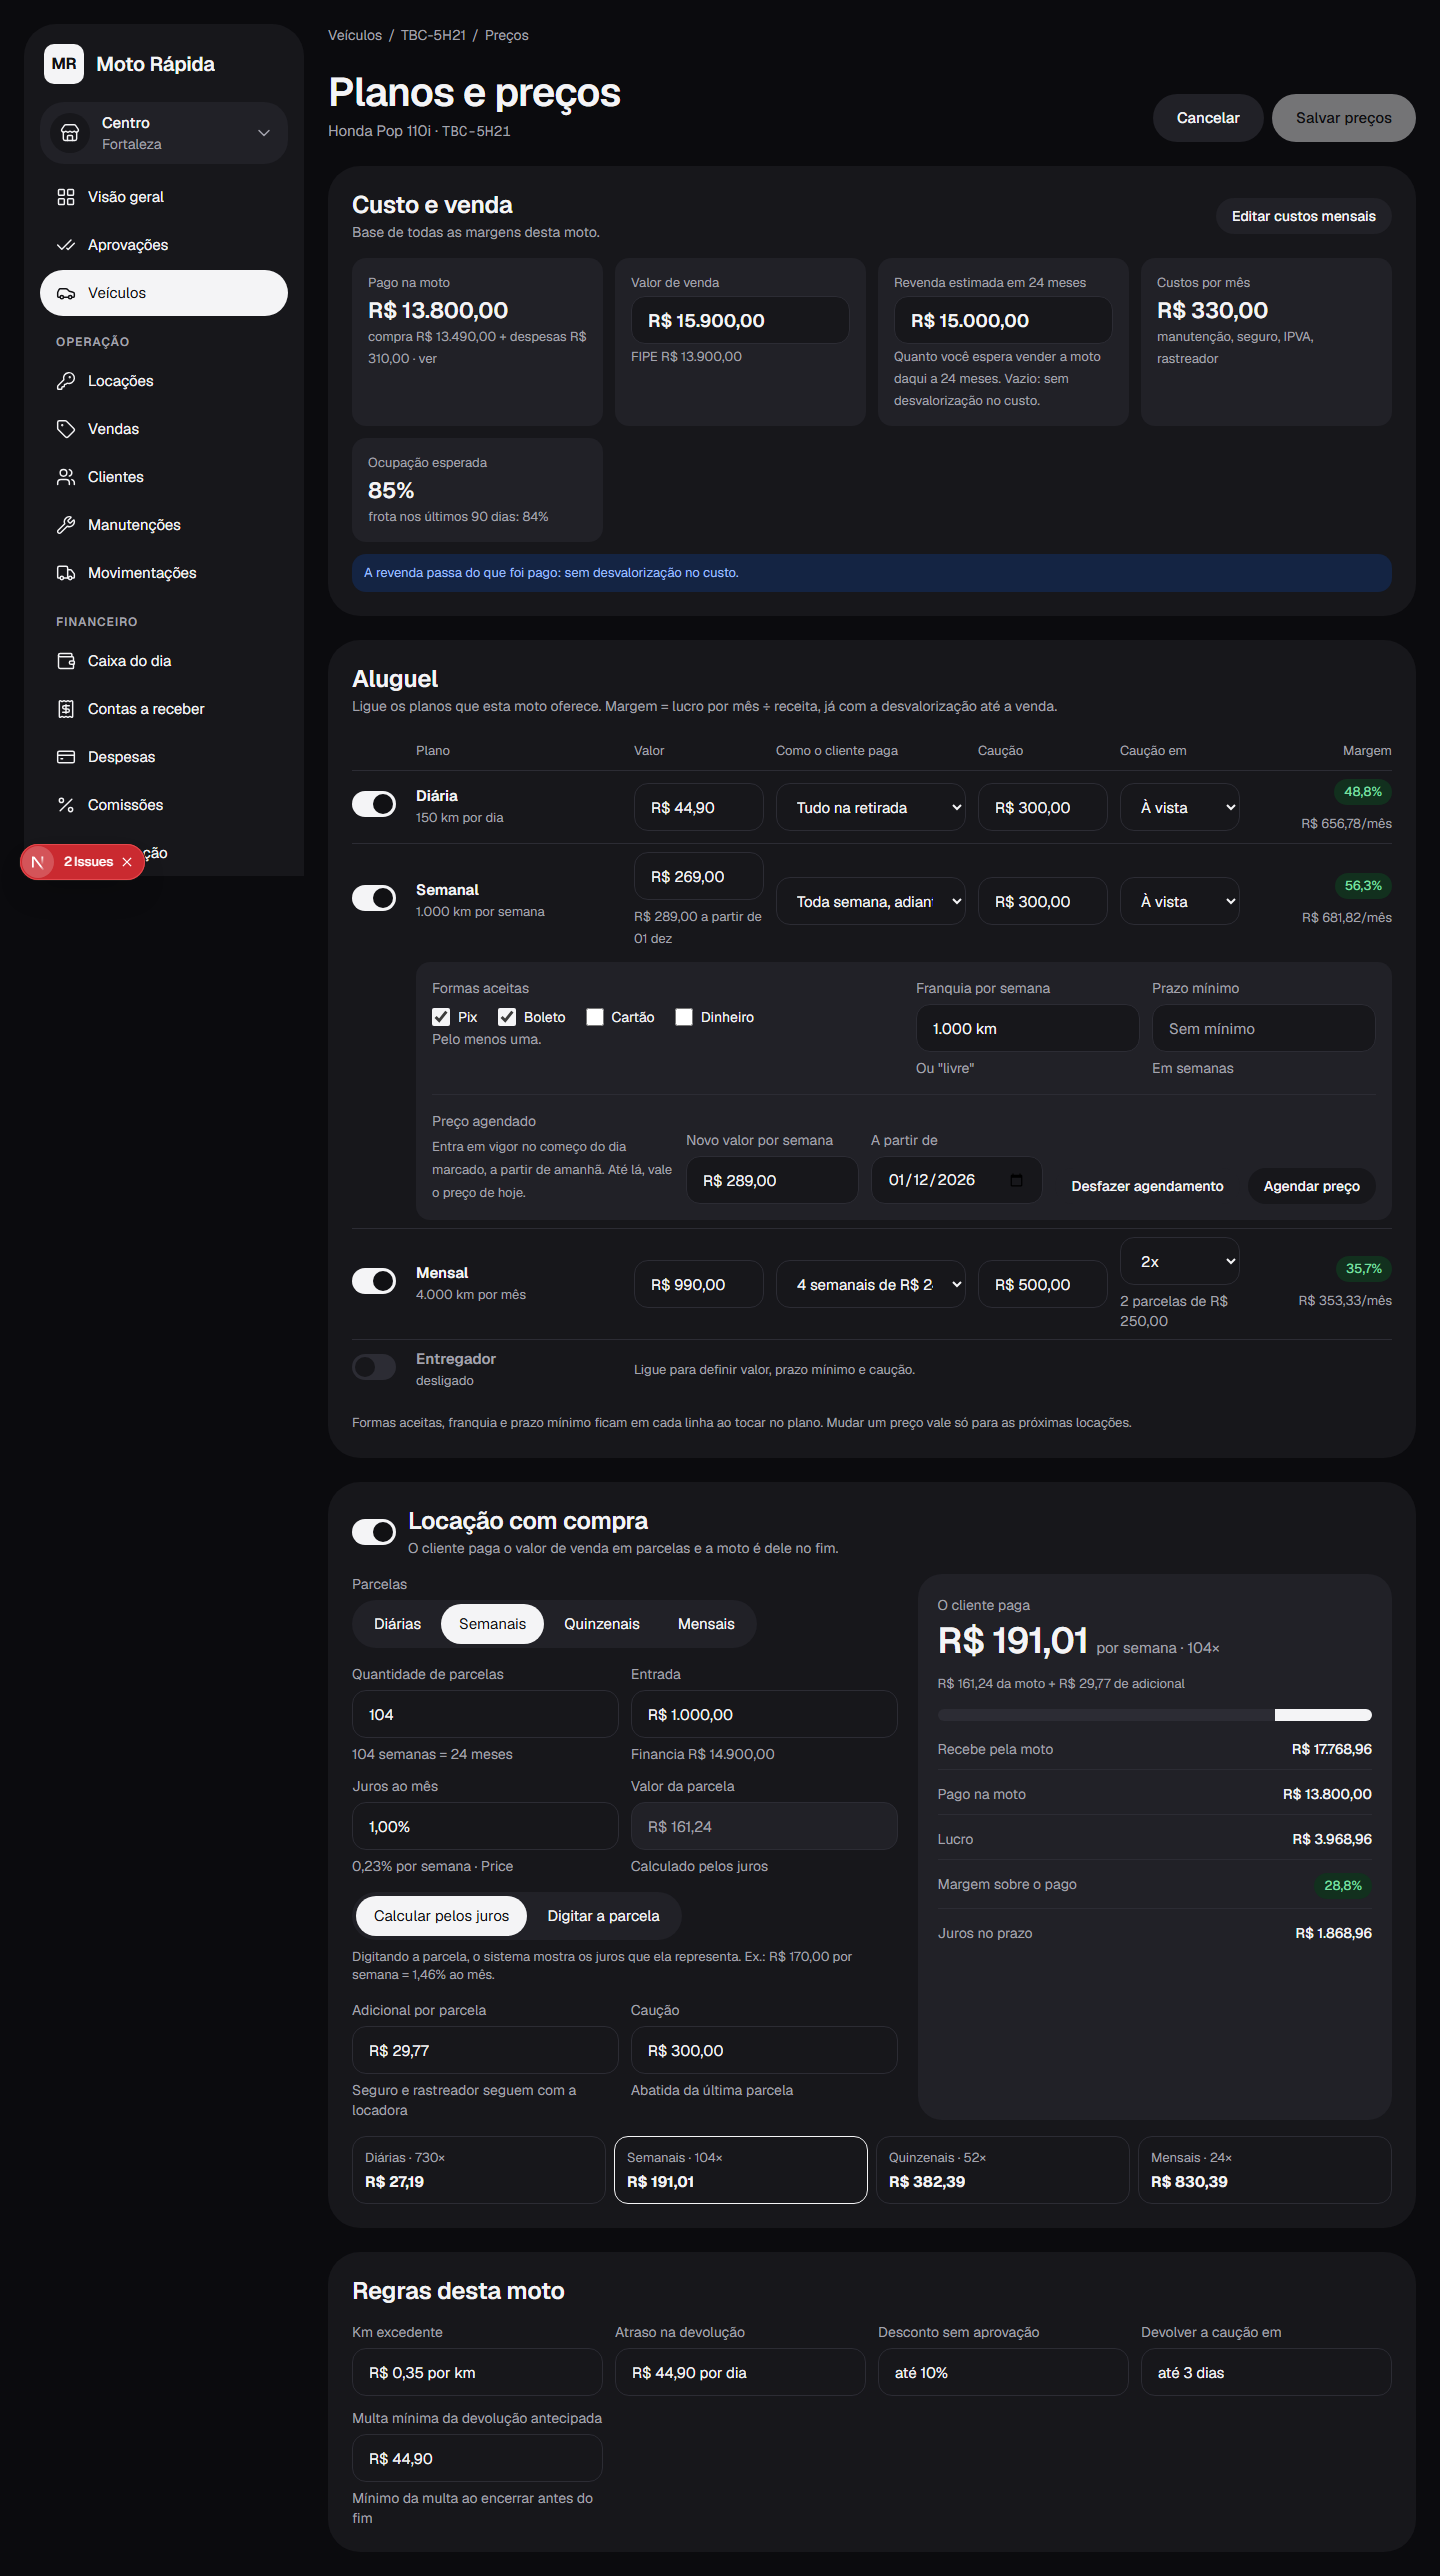 Veículos / TBC-5H21 / Preços
MR Moto Rápida
Centro
Fortaleza
Visão geral
Aprovações
Veículos
OPERAÇÃO
Locações
Vendas
Clientes
Manutenções
Movimentações
FINANCEIRO
Caixa do dia
Contas a receber
Despesas
Comissões
ção
2 Issues
Planos e preços
Honda Pop 110i · TBC-5H21
Cancelar
Salvar preços
Custo e venda
Base de todas as margens desta moto.
Editar custos mensais
Pago na moto
R$ 13.800,00
compra R$ 13.490,00 + despesas R$
310,00 · ver
Valor de venda
R$ 15.900,00
FIPE R$ 13.900,00
Revenda estimada em 24 meses
R$ 15.000,00
Quanto você espera vender a moto
daqui a 24 meses. Vazio: sem
desvalorização no custo.
Custos por mês
R$ 330,00
manutenção, seguro, IPVA,
rastreador
Ocupação esperada
85%
frota nos últimos 90 dias: 84%
A revenda passa do que foi pago: sem desvalorização no custo.
Aluguel
Ligue os planos que esta moto oferece. Margem = lucro por mês ÷ receita, já com a desvalorização até a venda.
Plano Valor Como o cliente paga Caução Caução em Margem
Diária
150 km por dia
R$ 44,90
Tudo na retirada
R$ 300,00
À vista
48,8%
R$ 656,78/mês
Semanal
1.000 km por semana
R$ 269,00
R$ 289,00 a partir de
01 dez
Toda semana, adian
R$ 300,00
À vista
56,3%
R$ 681,82/mês
Formas aceitas
Pix Boleto Cartão Dinheiro
Pelo menos uma.
Franquia por semana
1.000 km
Ou "livre"
Prazo mínimo
Sem mínimo
Em semanas
Preço agendado
Entra em vigor no começo do dia
marcado, a partir de amanhã. Até lá, vale
o preço de hoje.
Novo valor por semana
R$ 289,00
A partir de
01/12/2026
Desfazer agendamento
Agendar preço
Mensal
4.000 km por mês
R$ 990,00
4 semanais de R$ 2
R$ 500,00
2x
2 parcelas de R$
250,00
35,7%
R$ 353,33/mês
Entregador
desligado
Ligue para definir valor, prazo mínimo e caução.
Formas aceitas, franquia e prazo mínimo ficam em cada linha ao tocar no plano. Mudar um preço vale só para as próximas locações.
Locação com compra
O cliente paga o valor de venda em parcelas e a moto é dele no fim.
Parcelas
Diárias Semanais Quinzenais Mensais
Quantidade de parcelas
104
104 semanas = 24 meses
Entrada
R$ 1.000,00
Financia R$ 14.900,00
Juros ao mês
1,00%
0,23% por semana · Price
Valor da parcela
R$ 161,24
Calculado pelos juros
Calcular pelos juros Digitar a parcela
Digitando a parcela, o sistema mostra os juros que ela representa. Ex.: R$ 170,00 por
semana = 1,46% ao mês.
Adicional por parcela
R$ 29,77
Seguro e rastreador seguem com a
locadora
Caução
R$ 300,00
Abatida da última parcela
O cliente paga
R$ 191,01 por semana · 104×
R$ 161,24 da moto + R$ 29,77 de adicional
Recebe pela moto R$ 17.768,96
Pago na moto R$ 13.800,00
Lucro R$ 3.968,96
Margem sobre o pago 28,8%
Juros no prazo R$ 1.868,96
Diárias · 730×
R$ 27,19
Semanais · 104×
R$ 191,01
Quinzenais · 52×
R$ 382,39
Mensais · 24×
R$ 830,39
Regras desta moto
Km excedente
R$ 0,35 por km
Atraso na devolução
R$ 44,90 por dia
Desconto sem aprovação
até 10%
Devolver a caução em
até 3 dias
Multa mínima da devolução antecipada
R$ 44,90
Mínimo da multa ao encerrar antes do
fim